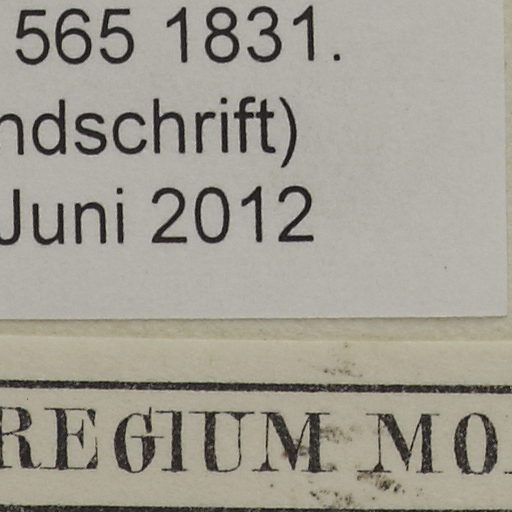 565 1831.
ndschrift)
Juni 2012
REGIUM MO